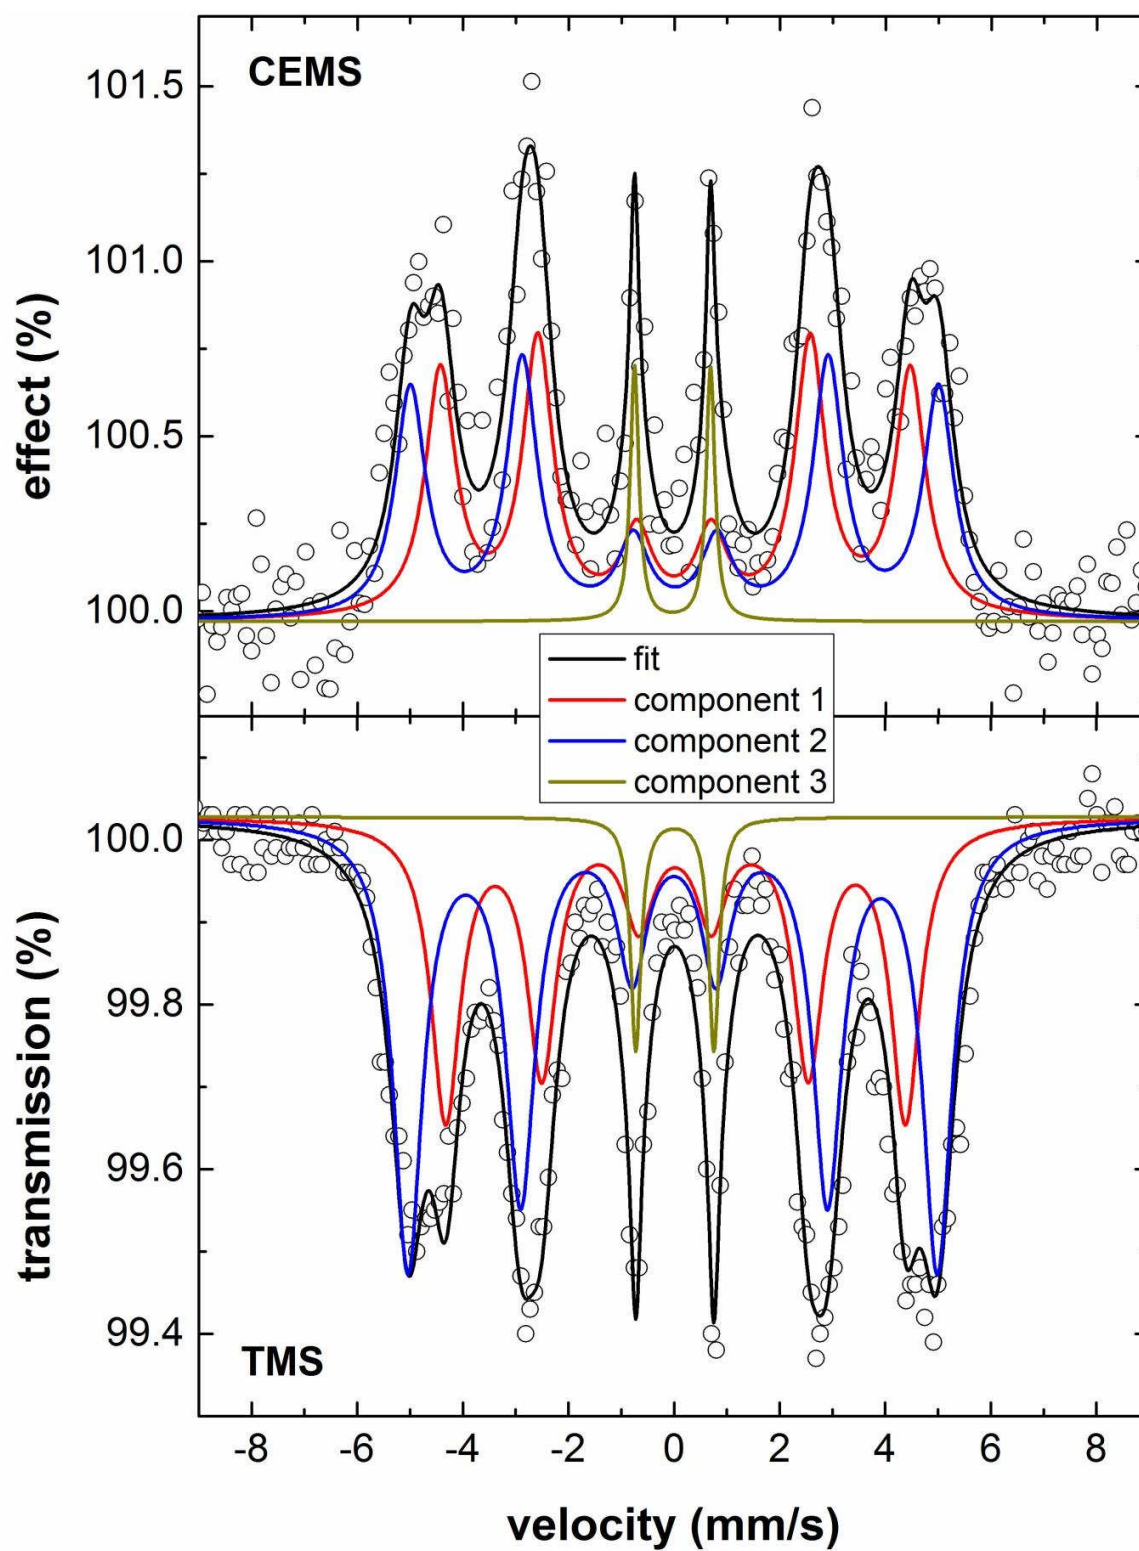 CEMS
101.5
101.0
100.5
100.0
effect (%)
fit
component 1
component 2
component 3
100.0
99.8
99.6
99.4
transmission (%)
TMS
-8 -6 -4 -2 0 2 4 6 8
velocity (mm/s)